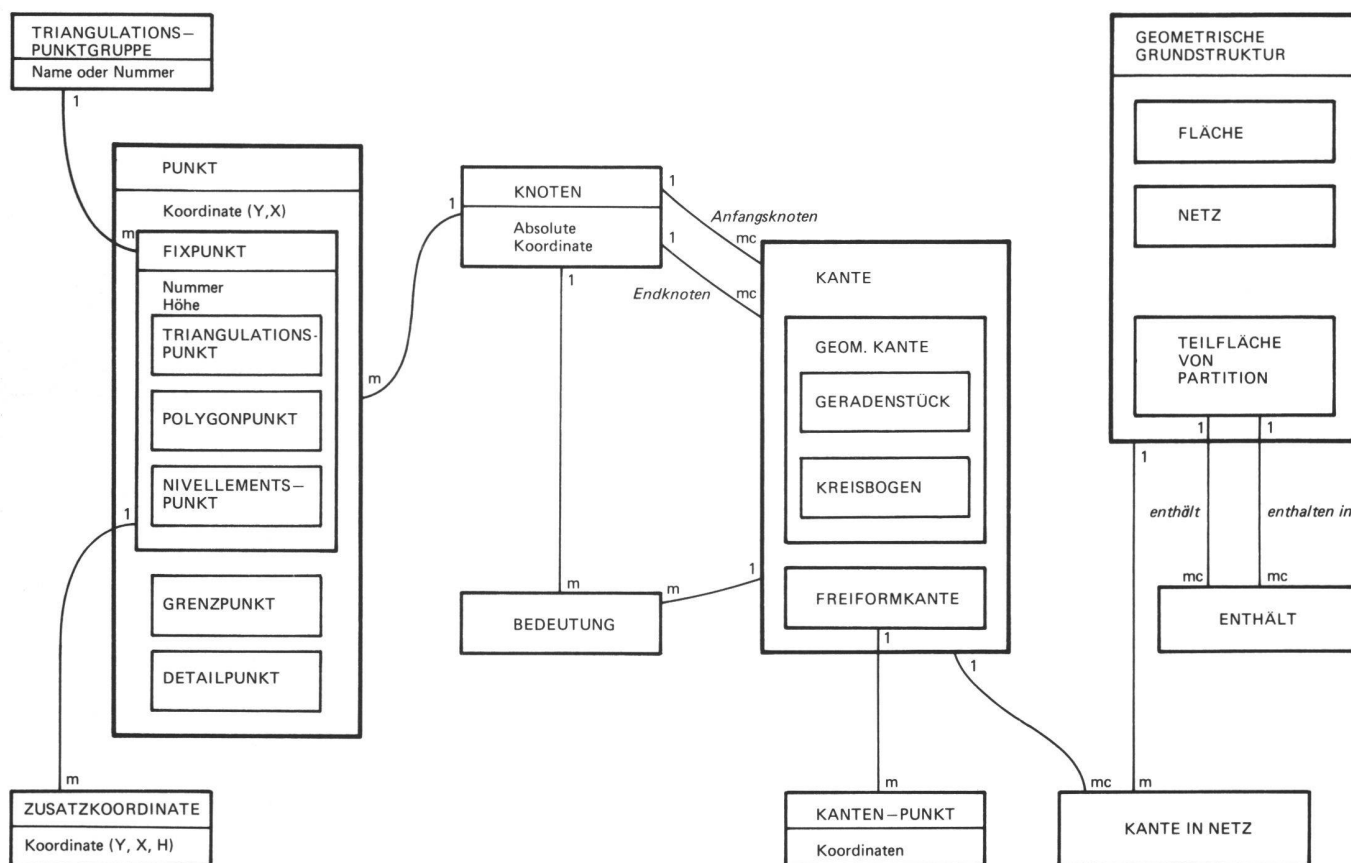 TRIANGULATIONS–
PUNKTGRUPPE
Name oder Nummer
1
m
PUNKT
Koordinate (Y,X)
FIXPUNKT
Nummer
Höhe
TRIANGULATIONS-
PUNKT
POLYGONPUNKT
NIVELLEMENTS–
PUNKT
1
GRENZPUNKT
DETAILPUNKT
m
ZUSATZKOORDINATE
Koordinate (Y, X, H)
m
1
KNOTEN
Absolute
Koordinate
1
1
1
Anfangsknoten
mc
Endknoten
mc
m
BEDEUTUNG
m
1
KANTE
GEOM. KANTE
GERADENSTÜCK
KREISBOGEN
FREIFORMKANTE
1
1
m
KANTEN–PUNKT
Koordinaten
mc
m
KANTE IN NETZ
GEOMETRISCHE
GRUNDSTRUKTUR
FLÄCHE
NETZ
TEILFLÄCHE
VON
PARTITION
1
1
1
enthält
enthalten in
mc
mc
ENTHÄLT